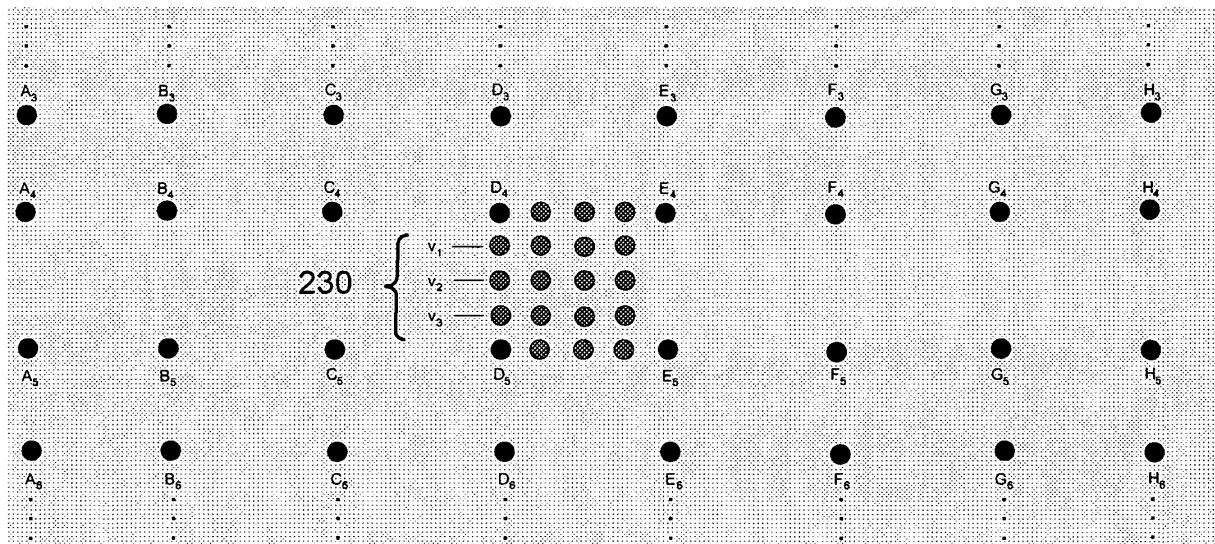 A3 B3 C3 D3 E3 F3 G3 H3
A4 B4 C4 D4 E4 F4 G4 H4
v1
230 v2
v3
A5 B5 C5 D5 E5 F5 G5 H5
A6 B6 C6 D6 E6 F6 G6 H6